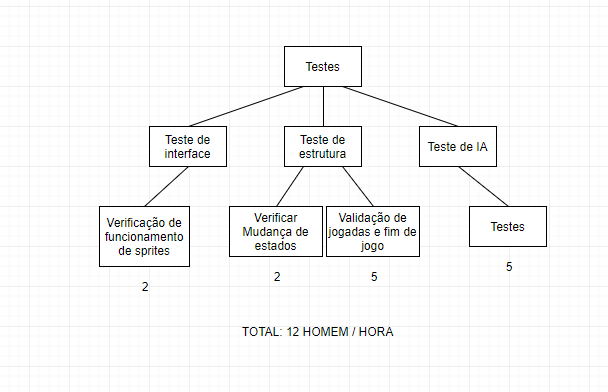 Testes
Teste de
interface
Teste de
estrutura
Teste de IA
Verificação de
funcionamento
de sprites
Verificar
Mudança de
estados
Validação de
jogadas e fim de
jogo
Testes
2
2
5
5
TOTAL: 12 HOMEM / HORA